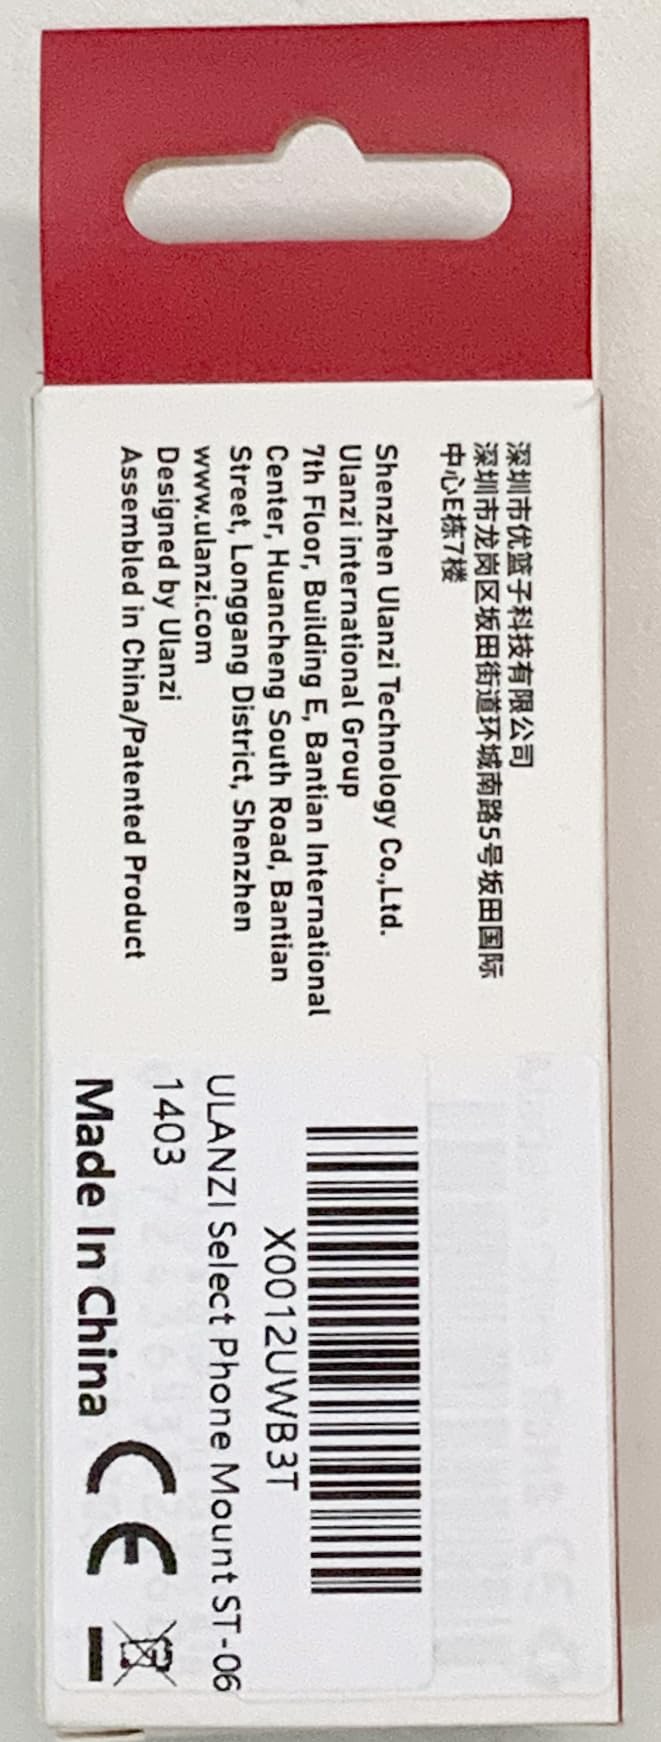 深圳市优篮子科技有限公司
深圳市龙岗区坂田街道环城南路5号坂田国际
中心E栋7楼
Shenzhen Ulanzi Technology Co.,Ltd.
Ulanzi international Group
7th Floor, Building E, Bantian International
Center, Huancheng South Road, Bantian
Street, Longgang District, Shenzhen
www.ulanzi.com
Designed by Ulanzi
Assembled in China/Patented Product
X0012UWB3T
ULANZI Select Phone Mount ST-06
1403
Made In China CE